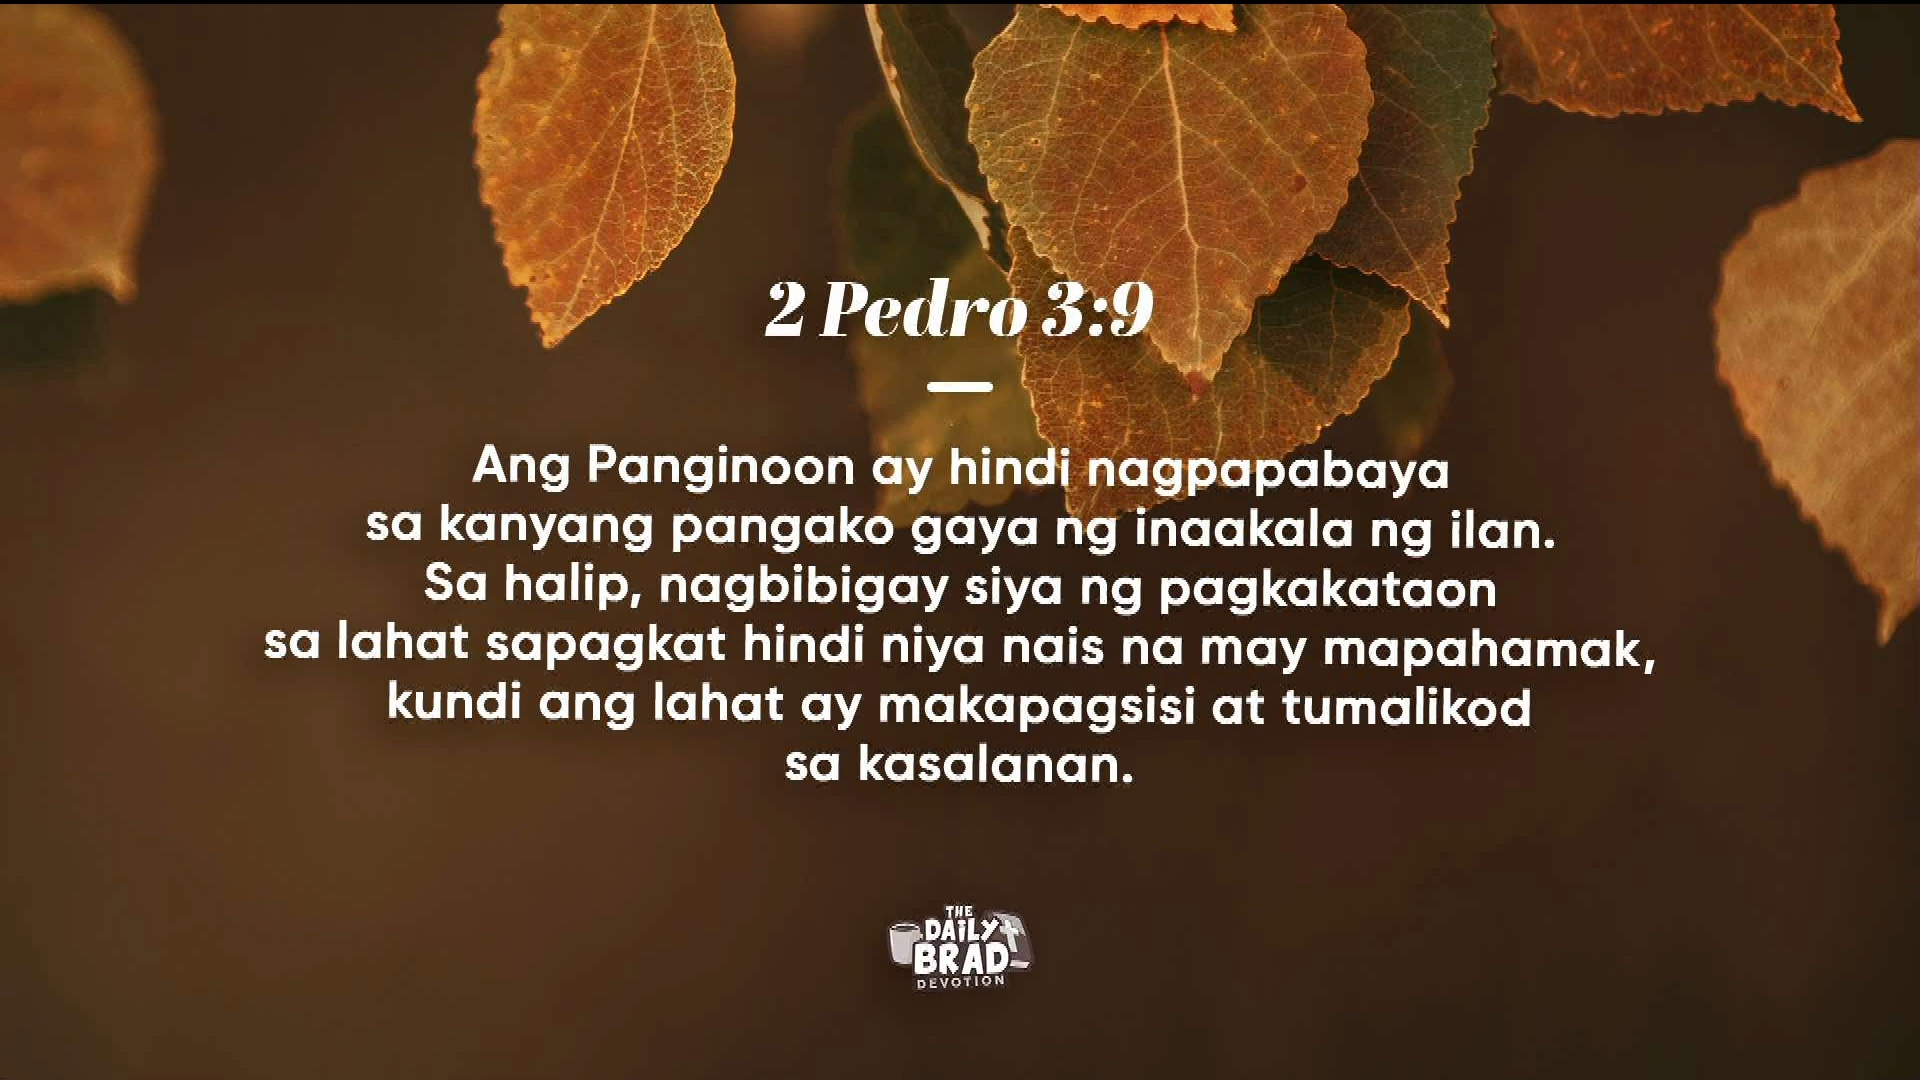 2 Pedro 3:9
Ang Panginoon ay hindi nagpapabaya
sa kanyang pangako gaya ng inaakala ng ilan.
Sa halip, nagbibigay siya ng pagkakataon
sa lahat sapagkat hindi niya nais na may mapahamak,
kundi ang lahat ay makapagsisi at tumalikod
sa kasalanan.
THE
DAILY
BRAD
DEVOTION